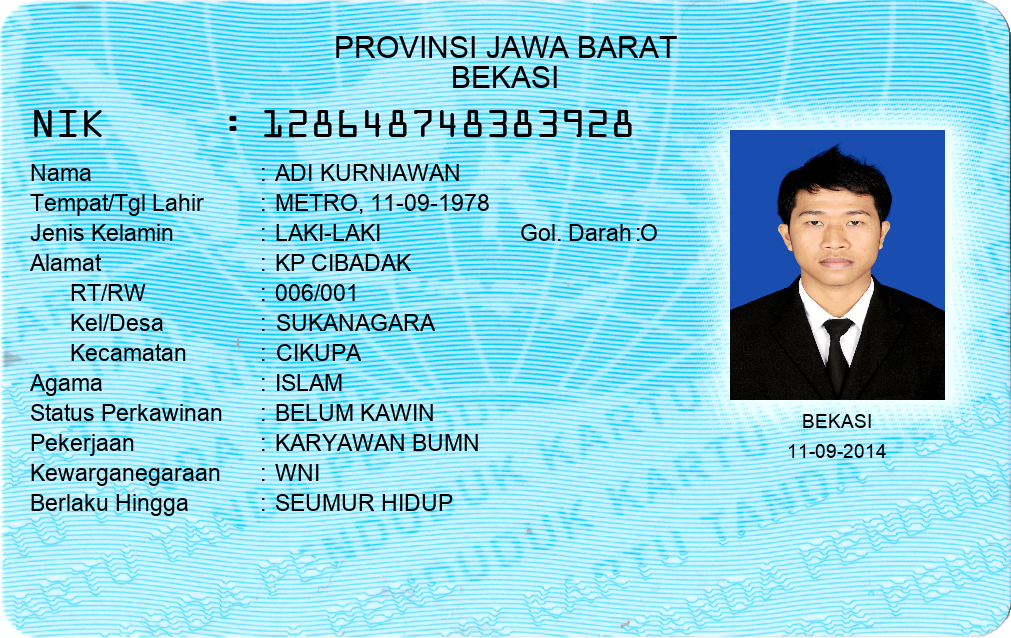 PROVINSI JAWA BARAT
BEKASI
NIK : 128648748383928
Nama : ADI KURNIAWAN
Tempat/Tgl Lahir : METRO, 11-09-1978
Jenis Kelamin : LAKI-LAKI Gol. Darah :O
Alamat : KP CIBADAK
RT/RW : 006/001
Kel/Desa : SUKANAGARA
Kecamatan : CIKUPA
Agama : ISLAM
Status Perkawinan : BELUM KAWIN
Pekerjaan : KARYAWAN BUMN
Kewarganegaraan : WNI
Berlaku Hingga : SEUMUR HIDUP
BEKASI
11-09-2014